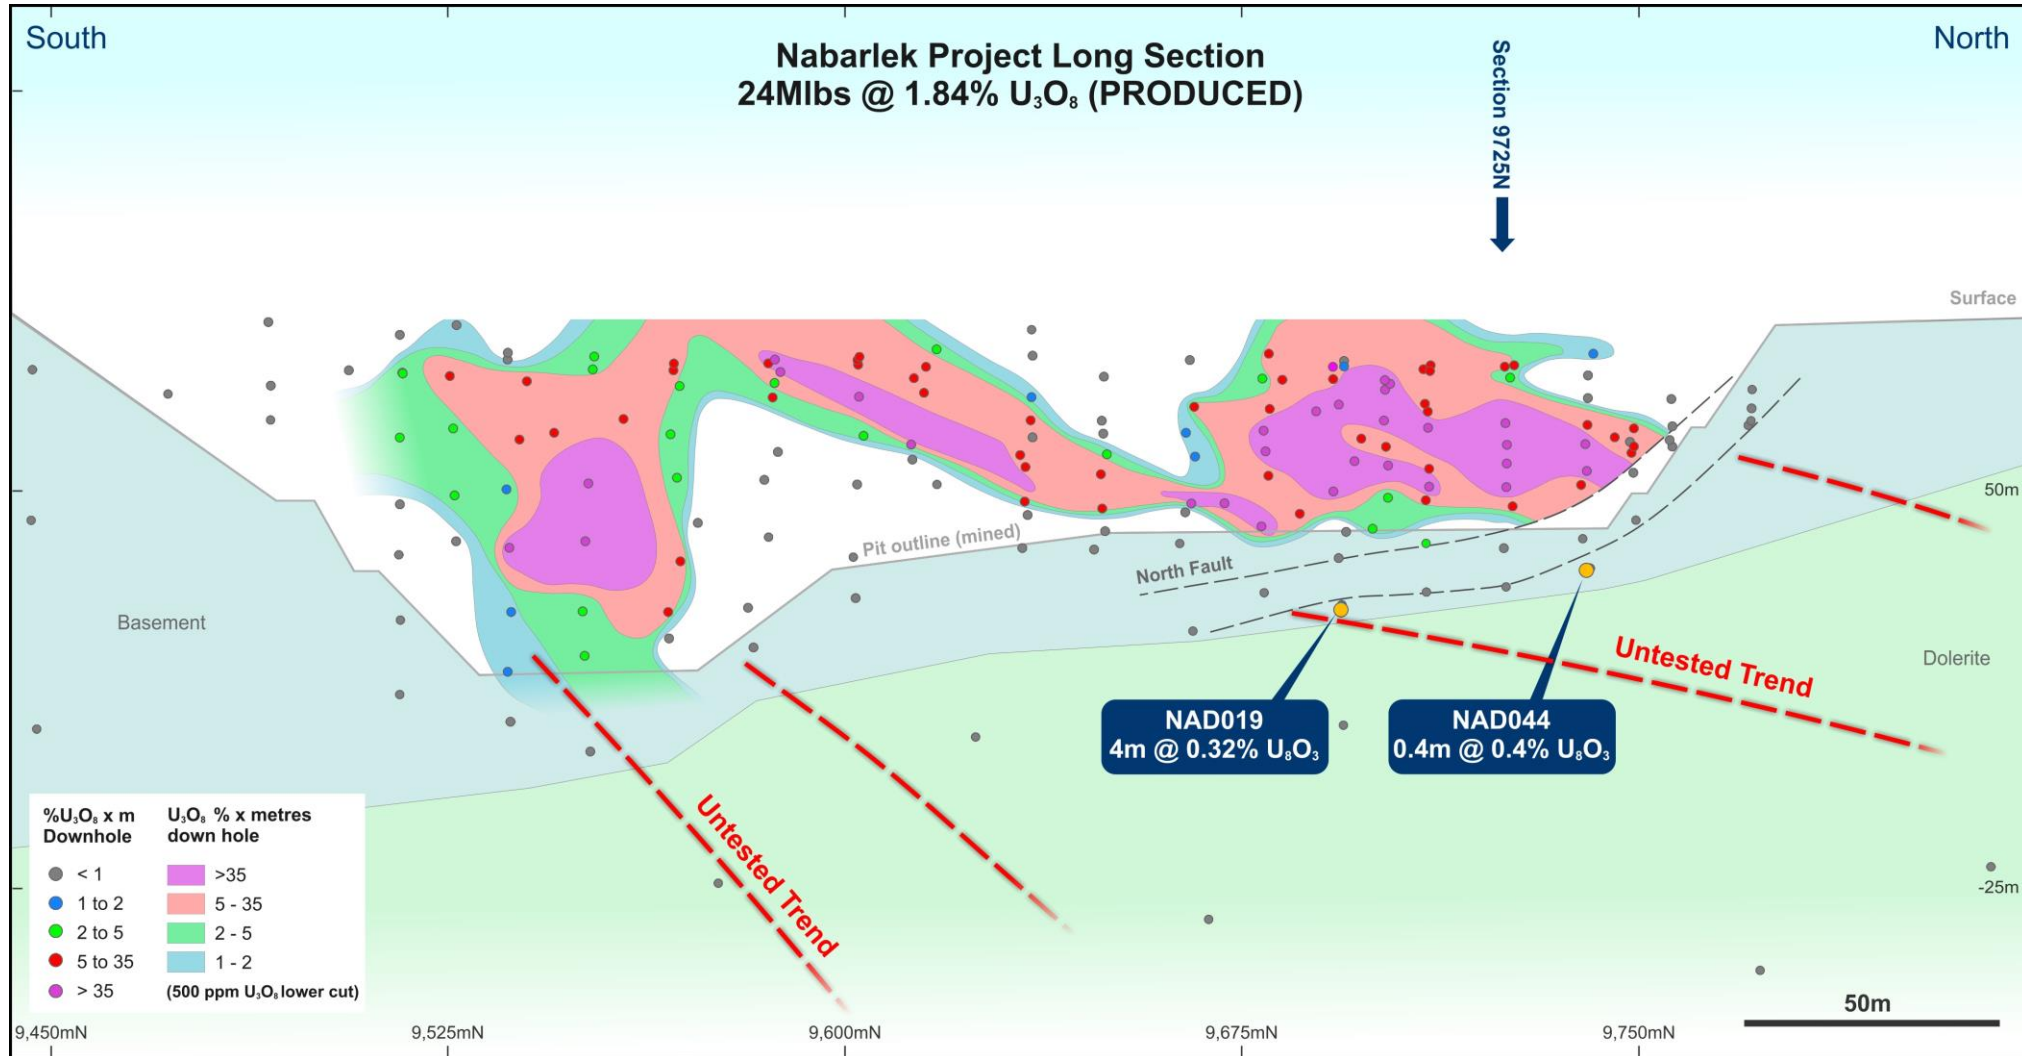 South
North
Nabarlek Project Long Section
24Mlbs @ 1.84% U₃O₈ (PRODUCED)
Section 9725N
Surface
50m
Pit outline (mined)
North Fault
Basement
Untested Trend
Dolerite
NAD019
4m @ 0.32% U₈O₃
NAD044
0.4m @ 0.4% U₈O₃
Untested Trend
%U₃O₈ x m
Downhole
< 1
1 to 2
2 to 5
5 to 35
> 35
U₃O₈ % x metres
down hole
>35
5 - 35
2 - 5
1 - 2
(500 ppm U₃O₈ lower cut)
-25m
50m
9,450mN
9,525mN
9,600mN
9,675mN
9,750mN